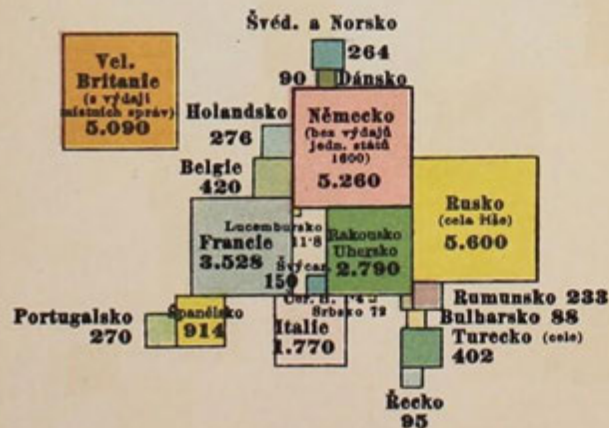 Švéd. a Norsko
264
90 Dánsko
Vel.
Britanie
(s výdaji
místních správ)
5.090
Holandsko
276
Německo
(bez výdajů
jedn. států
1600)
5.260
Belgie
420
Rusko
(celá říše)
5.600
Lucembursko
11·8
Francie
3.528
Rakousko
Uhersko
2.790
Švýcar.
150
Čer. H.
Srbsko 72
Rumunsko 233
Bulharsko 88
Turecko (celé)
402
Portugalsko
270
Španělsko
914
Italie
1.770
Řecko
95